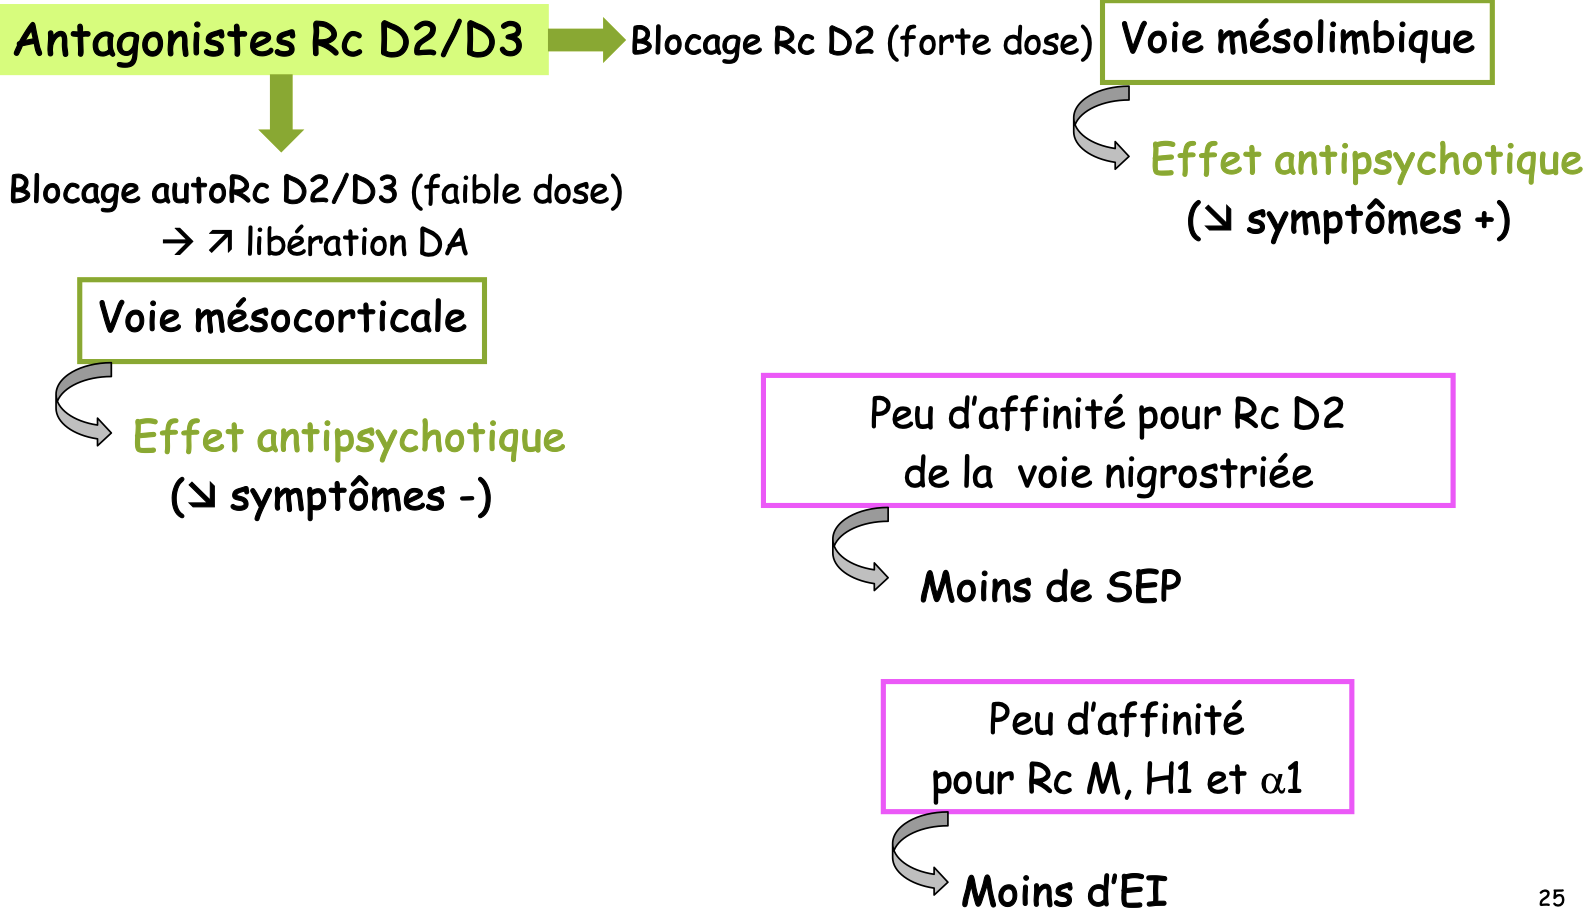 Antagonistes Rc D2/D3
Blocage Rc D2 (forte dose)
Voie mésolimbique
Effet antipsychotique
(↘ symptômes +)
Blocage autoRc D2/D3 (faible dose)
→ ↗ libération DA
Voie mésocorticale
Effet antipsychotique
(↘ symptômes -)
Peu d’affinité pour Rc D2
de la voie nigrostriée
Moins de SEP
Peu d’affinité
pour Rc M, H1 et α1
Moins d’EI
25